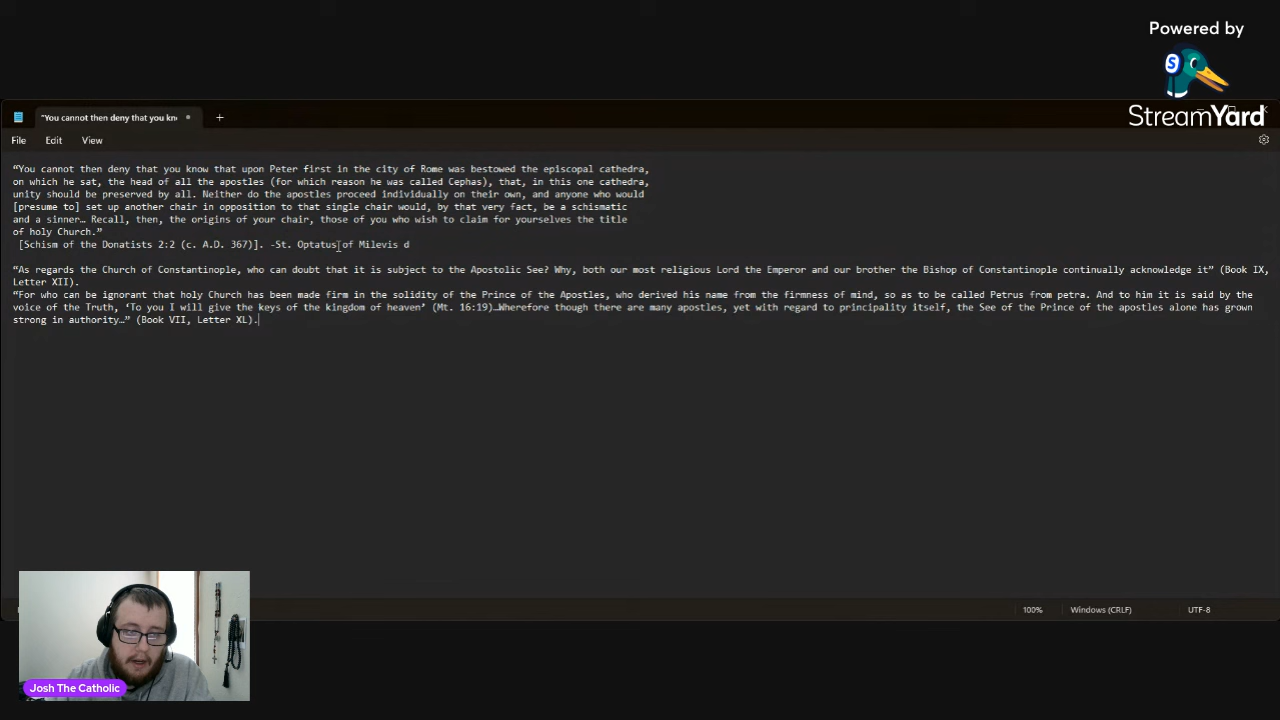 Powered by
S
StreamYard
"You cannot then deny that you kn
+
File Edit View
“You cannot then deny that you know that upon Peter first in the city of Rome was bestowed the episcopal cathedra,
on which he sat, the head of all the apostles (for which reason he was called Cephas), that, in this one cathedra,
unity should be preserved by all. Neither do the apostles proceed individually on their own, and anyone who would
[presume to] set up another chair in opposition to that single chair would, by that very fact, be a schismatic
and a sinner… Recall, then, the origins of your chair, those of you who wish to claim for yourselves the title
of holy Church.”
[Schism of the Donatists 2:2 (c. A.D. 367)]. -St. Optatus of Milevis d
“As regards the Church of Constantinople, who can doubt that it is subject to the Apostolic See? Why, both our most religious Lord the Emperor and our brother the Bishop of Constantinople continually acknowledge it” (Book IX,
Letter XII).
“For who can be ignorant that holy Church has been made firm in the solidity of the Prince of the Apostles, who derived his name from the firmness of mind, so as to be called Petrus from petra. And to him it is said by the
voice of the Truth, ‘To you I will give the keys of the kingdom of heaven’ (Mt. 16:19)…Wherefore though there are many apostles, yet with regard to principality itself, the See of the Prince of the apostles alone has grown
strong in authority…” (Book VII, Letter XL).
100% Windows (CRLF) UTF-8
Josh The Catholic